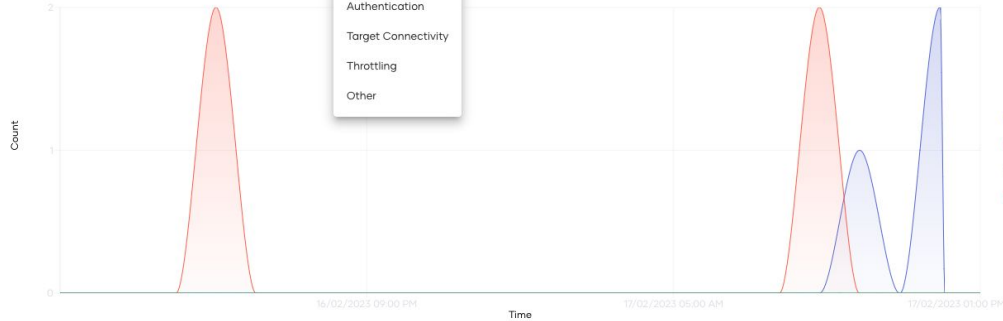 2
Authentication
Target Connectivity
Throttling
Other
Count
1
0
16/02/2023 09:00 PM
17/02/2023 05:00 AM
17/02/2023 01:00 PM
Time